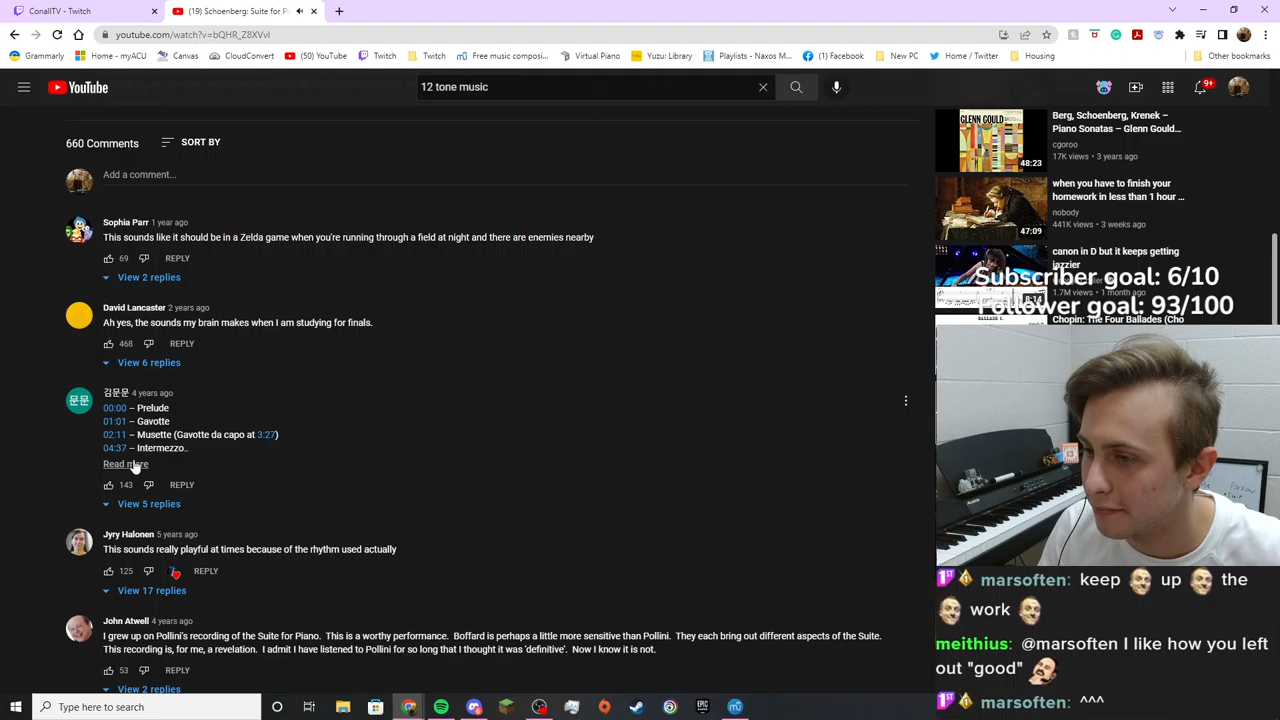 ConallTV - Twitch
(19) Schoenberg: Suite for P
youtube.com/watch?v=bQHR_Z8XVvI
Grammarly
Home • myACU
Canvas
CloudConvert
(50) YouTube
Twitch
Twitch
Free music composi...
Virtual Piano
Yuzu Library
Playlists - Naxos M...
(1) Facebook
New PC
Home / Twitter
Housing
Other bookmarks
YouTube
12 tone music
9+
660 Comments
SORT BY
Add a comment...
Sophia Parr 1 year ago
This sounds like it should be in a Zelda game when you're running through a field at night and there are enemies nearby
69 REPLY
View 2 replies
David Lancaster 2 years ago
Ah yes, the sounds my brain makes when I am studying for finals.
468 REPLY
View 6 replies
문문
김문문 4 years ago
00:00 – Prelude
01:01 – Gavotte
02:11 – Musette (Gavotte da capo at 3:27)
04:37 – Intermezzo..
Read more
143 REPLY
View 5 replies
Jyry Halonen 5 years ago
This sounds really playful at times because of the rhythm used actually
125 REPLY
View 17 replies
John Atwell 4 years ago
I grew up on Pollini's recording of the Suite for Piano. This is a worthy performance. Boffard is perhaps a little more sensitive than Pollini. They each bring out different aspects of the Suite.
This recording is, for me, a revelation. I admit I have listened to Pollini for so long that I thought it was 'definitive'. Now I know it is not.
53 REPLY
View 2 replies
GLENN GOULD
48:23
Berg, Schoenberg, Krenek –
Piano Sonatas – Glenn Gould...
cgoroo
17K views • 3 years ago
47:09
when you have to finish your
homework in less than 1 hour ...
nobody
441K views • 3 weeks ago
8:14
canon in D but it keeps getting
jazzier
1.7M views • 1 month ago
Chopin: The Four Ballades (Cho
Subscriber goal: 6/10
Follower goal: 93/100
1ST marsoften: keep up the
work
meithius: @marsoften I like how you left
out "good"
1ST marsoften: ^^^
Type here to search
EPIC